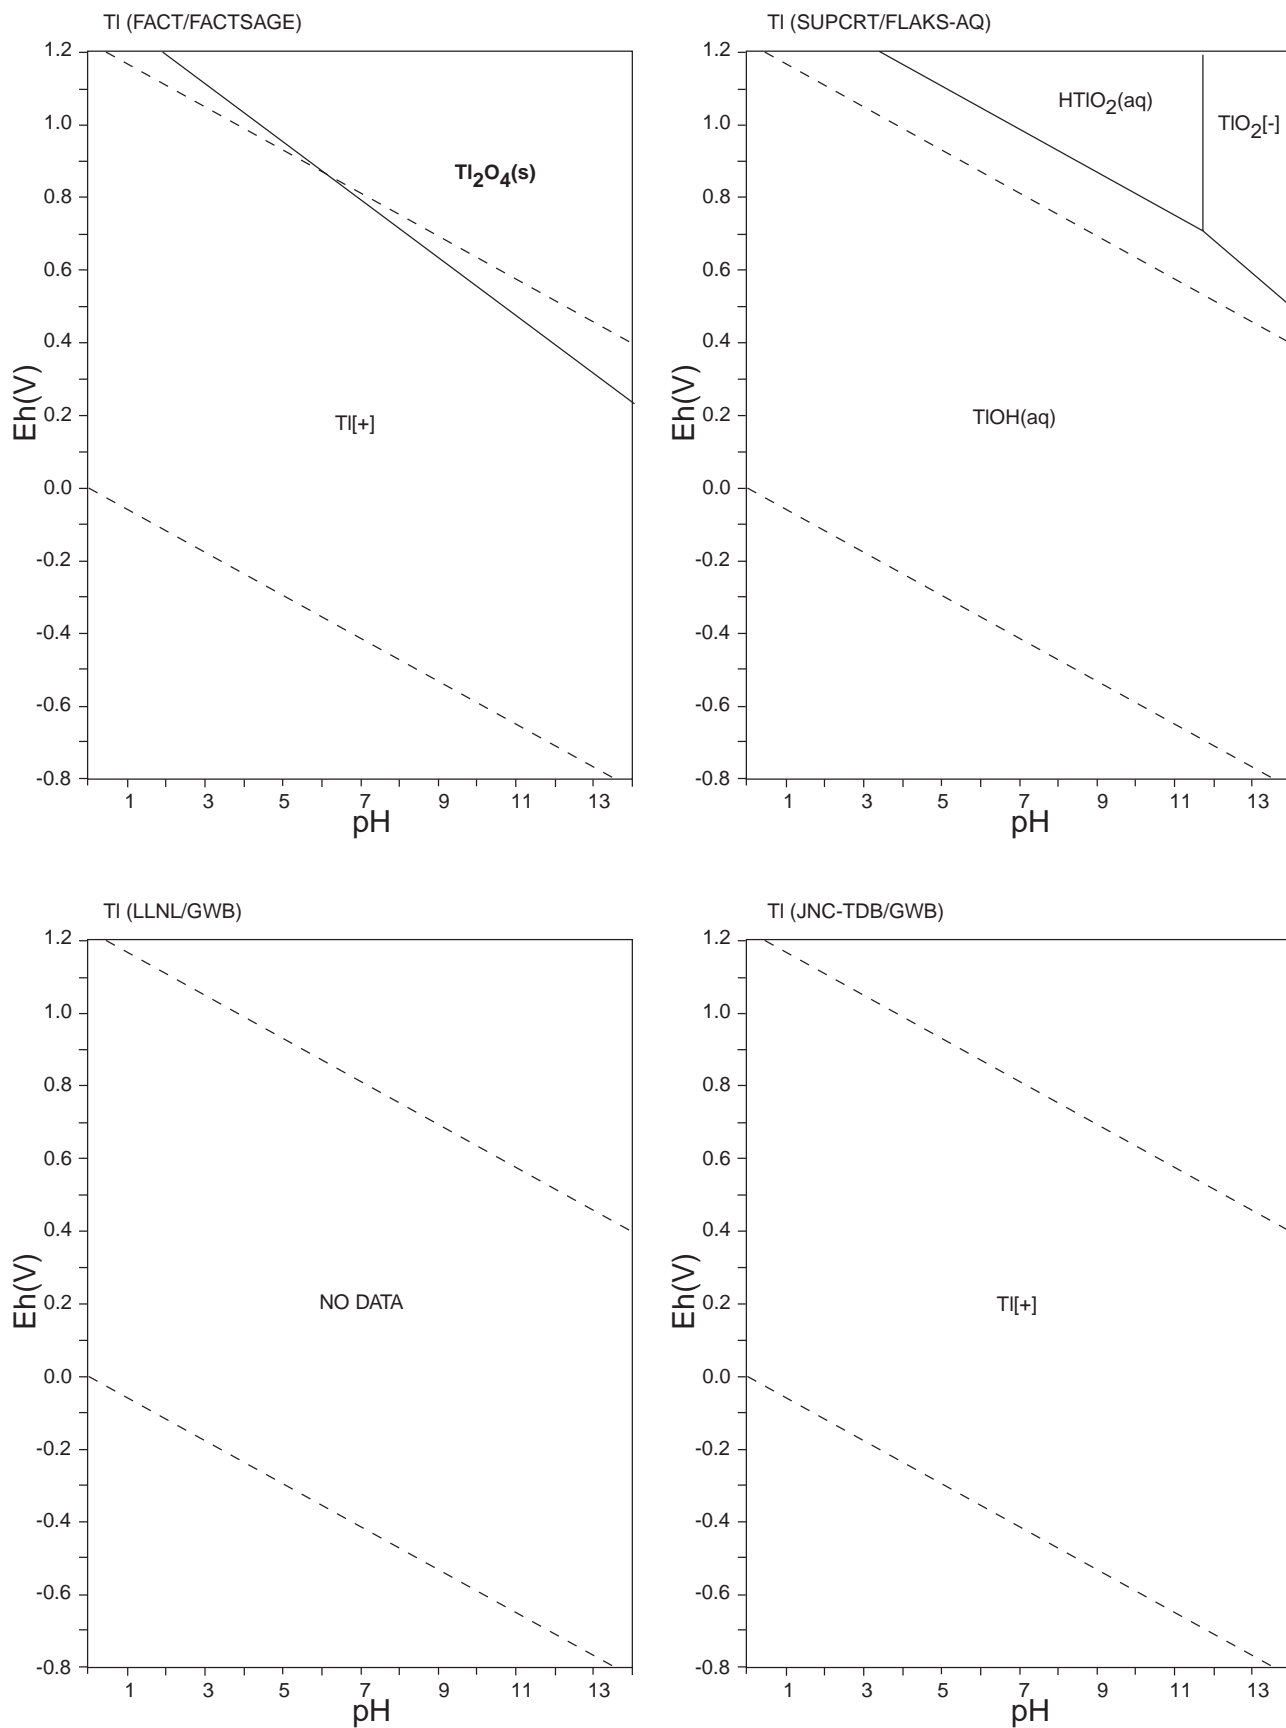 Tl (FACT/FACTSAGE)
1.2
1.0
0.8
0.6
0.4
0.2
0.0
-0.2
-0.4
-0.6
-0.8
Eh(V)
Tl2O4(s)
Tl[+]
1 3 5 7 9 11 13
pH
Tl (SUPCRT/FLAKS-AQ)
1.2
1.0
0.8
0.6
0.4
0.2
0.0
-0.2
-0.4
-0.6
-0.8
Eh(V)
HTlO2(aq)
TlO2[-]
TlOH(aq)
1 3 5 7 9 11 13
pH
Tl (LLNL/GWB)
1.2
1.0
0.8
0.6
0.4
0.2
0.0
-0.2
-0.4
-0.6
-0.8
Eh(V)
NO DATA
1 3 5 7 9 11 13
pH
Tl (JNC-TDB/GWB)
1.2
1.0
0.8
0.6
0.4
0.2
0.0
-0.2
-0.4
-0.6
-0.8
Eh(V)
Tl[+]
1 3 5 7 9 11 13
pH